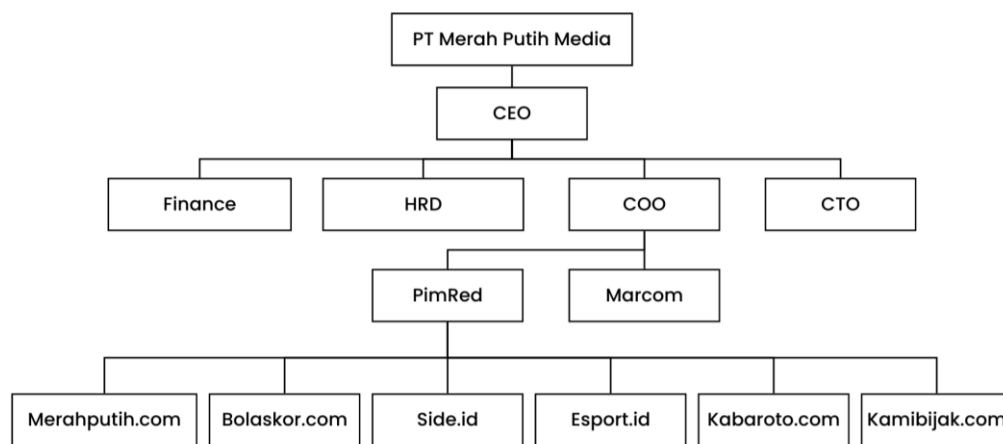 PT Merah Putih Media
CEO
Finance
HRD
COO
CTO
PimRed
Marcom
Merahputih.com
Bolaskor.com
Side.id
Esport.id
Kabaroto.com
Kamibijak.com